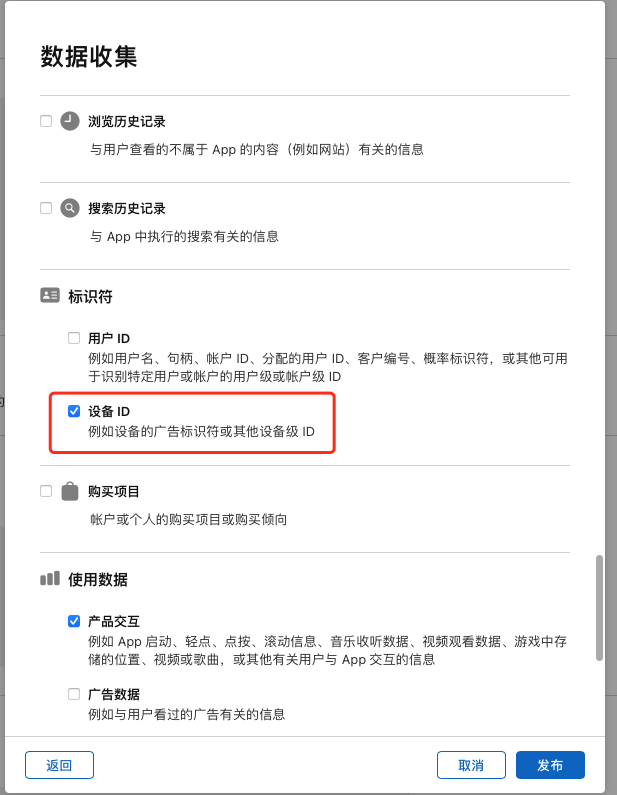 数据收集
浏览历史记录
与用户查看的不属于 App 的内容（例如网站）有关的信息
搜索历史记录
与 App 中执行的搜索有关的信息
标识符
用户 ID
例如用户名、句柄、帐户 ID、分配的用户 ID、客户编号、概率标识符，或其他可用
于识别特定用户或帐户的用户级或帐户级 ID
设备 ID
例如设备的广告标识符或其他设备级 ID
购买项目
帐户或个人的购买项目或购买倾向
使用数据
产品交互
例如 App 启动、轻点、点按、滚动信息、音乐收听数据、视频观看数据、游戏中存
储的位置、视频或歌曲，或其他有关用户与 App 交互的信息
广告数据
例如与用户看过的广告有关的信息
返回
取消
发布